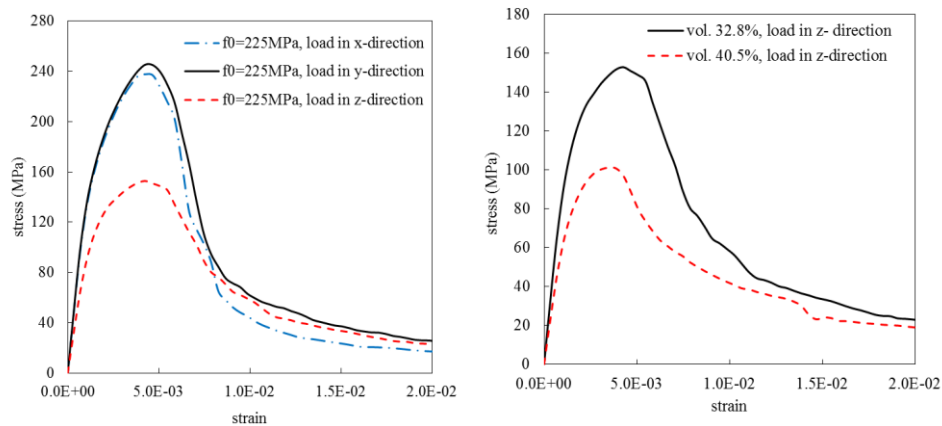 280
240
200
160
120
80
40
0
stress (MPa)
f0=225MPa, load in x-direction
f0=225MPa, load in y-direction
f0=225MPa, load in z-direction
0.0E+00 5.0E-03 1.0E-02 1.5E-02 2.0E-02
strain
180
160
140
120
100
80
60
40
20
0
stress (MPa)
vol. 32.8%, load in z- direction
vol. 40.5%, load in z-direction
0.0E+00 5.0E-03 1.0E-02 1.5E-02 2.0E-02
strain